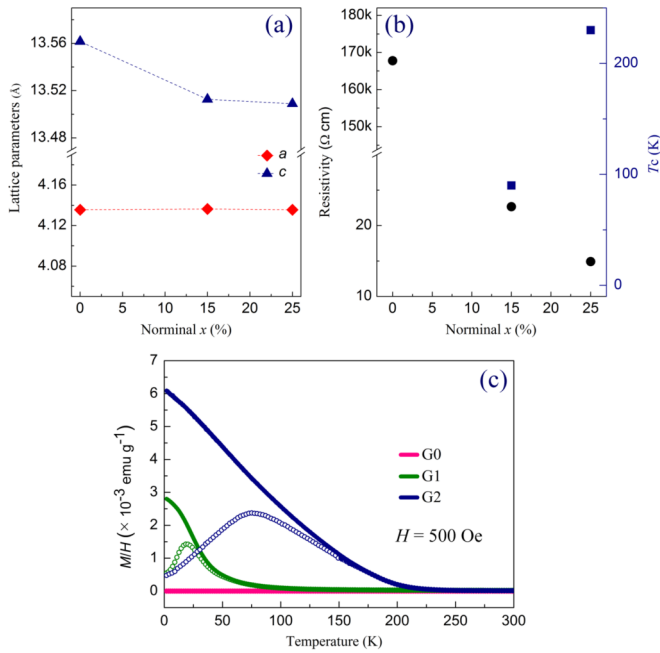 (a)
13.56
13.52
13.48
4.16
4.12
4.08
Lattice parameters (Å)
a
c
0 5 10 15 20 25
Norminal x (%)
(b)
180k
170k
160k
150k
20
10
Resistivity (Ω cm)
200
100
0
Tc (K)
0 5 10 15 20 25
Norminal x (%)
(c)
7
6
5
4
3
2
1
0
M/H (× 10⁻³ emu g⁻¹)
G0
G1
G2
H = 500 Oe
0 50 100 150 200 250 300
Temperature (K)